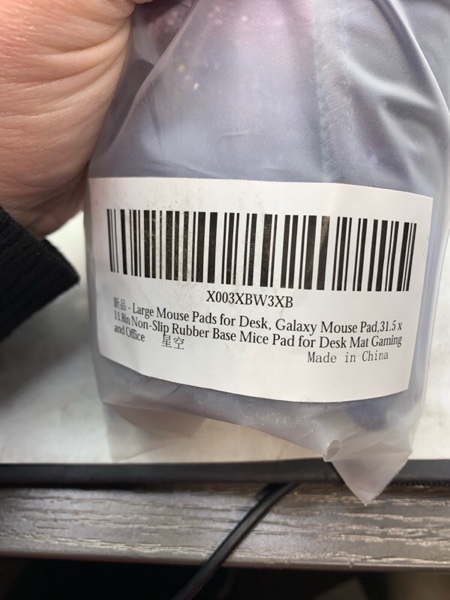 X003XBW3XB
新品 - Large Mouse Pads for Desk, Galaxy Mouse Pad,31.5 x
11.8in Non-Slip Rubber Base Mice Pad for Desk Mat Gaming
and Office 星空
Made in China